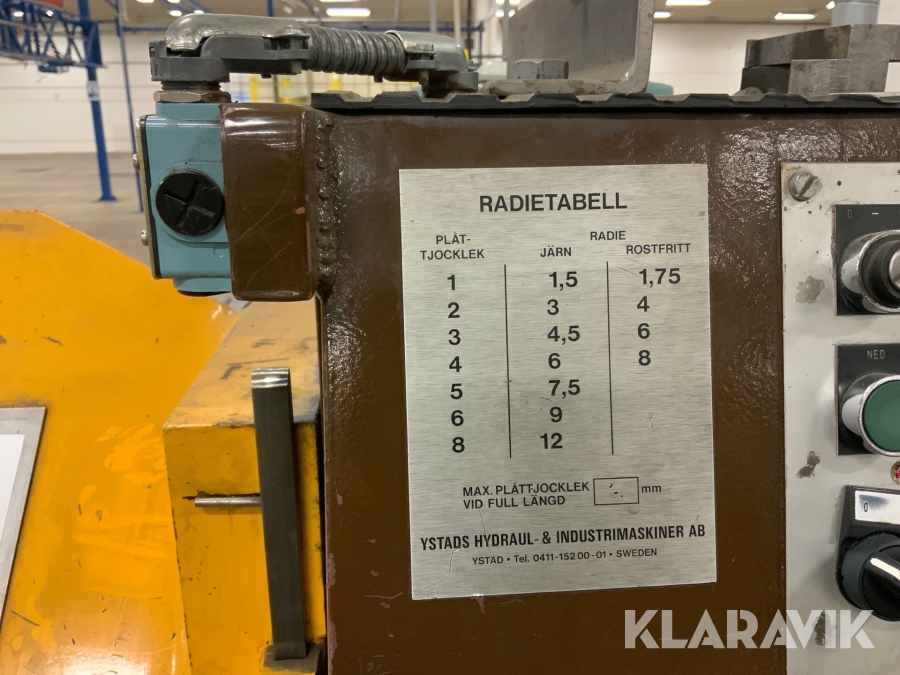 RADIETABELL
PLÅT-
TJOCKLEK
RADIE
JÄRN ROSTFRITT
1 1,5 1,75
2 3 4
3 4,5 6
4 6 8
5 7,5
6 9
8 12
MAX. PLÅTTJOCKLEK mm
VID FULL LÄNGD
YSTADS HYDRAUL- & INDUSTRIMASKINER AB
YSTAD • Tel. 0411-152 00-01 • SWEDEN
0 –
NED
0
KLARAVIK